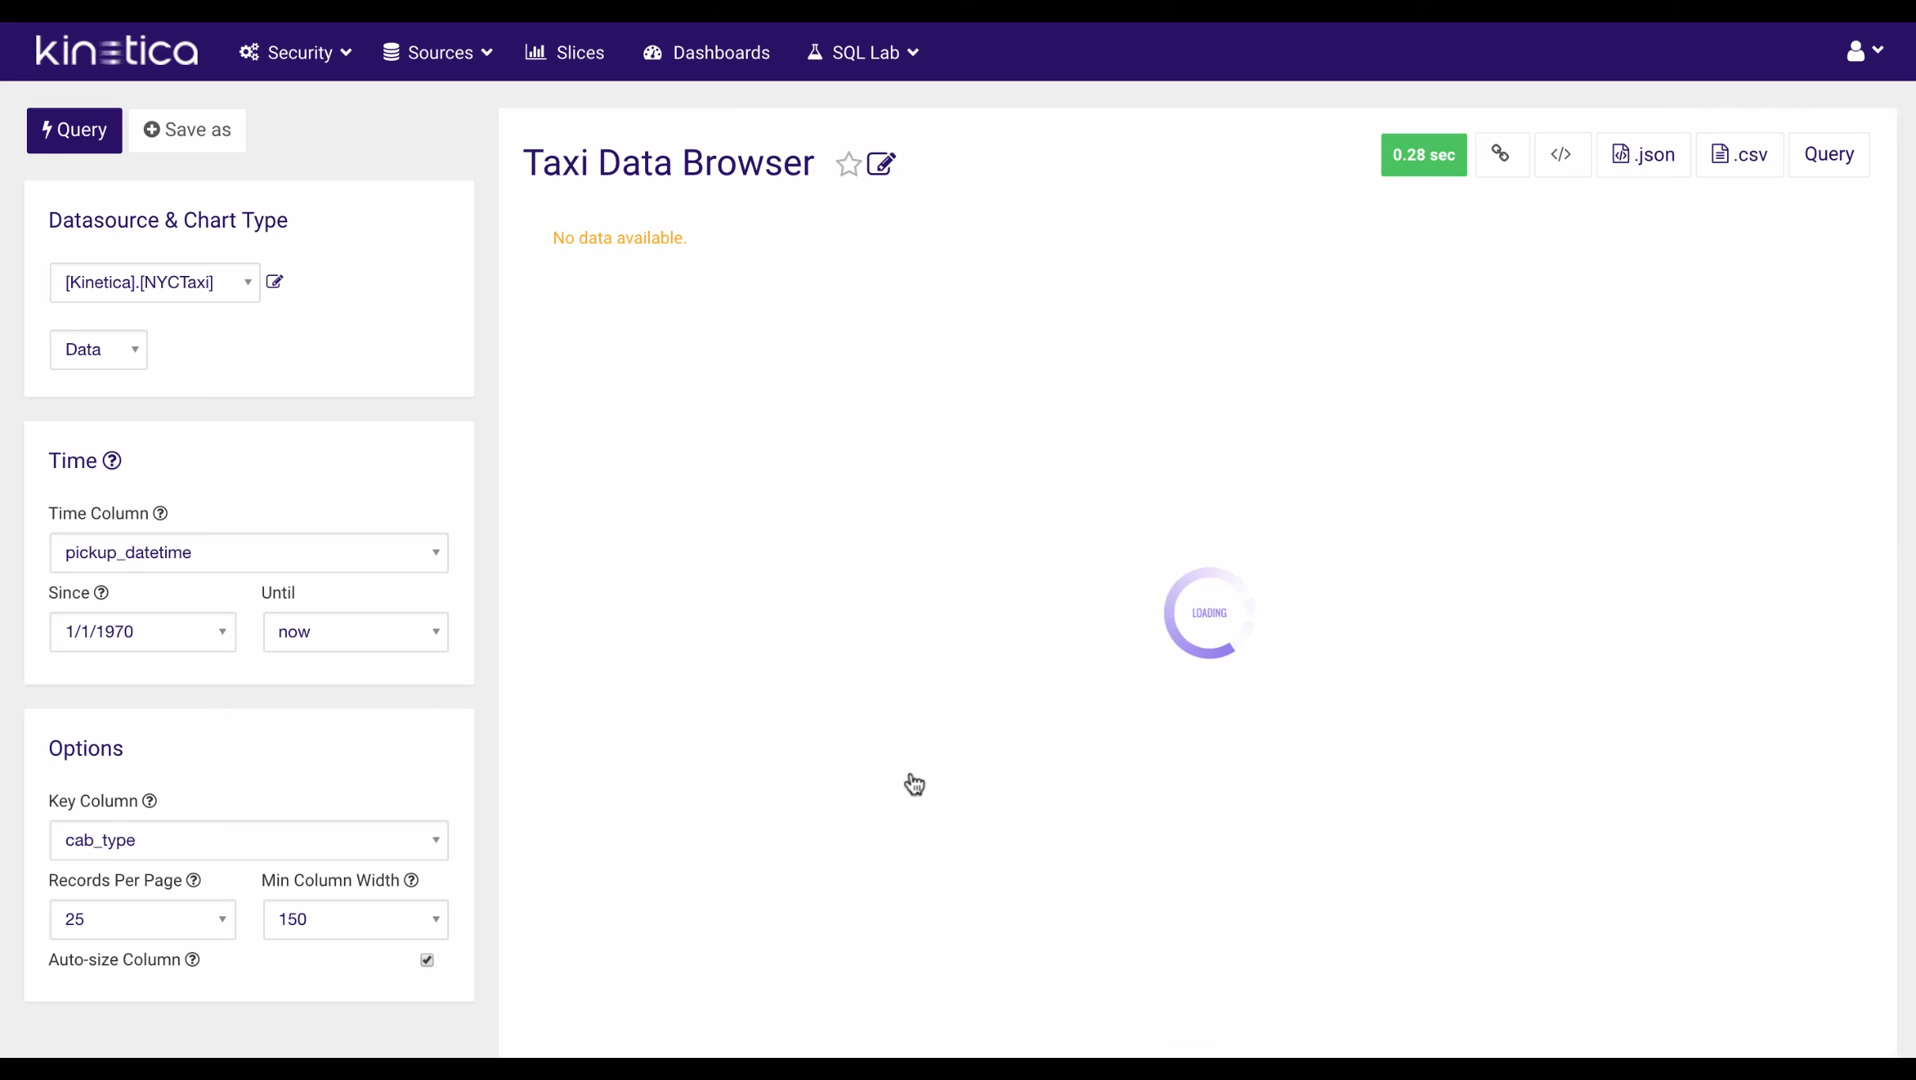 kinetica Security Sources Slices Dashboards SQL Lab
Query Save as
Taxi Data Browser
0.28 sec </> .json .csv Query
No data available.
Datasource & Chart Type
[Kinetica].[NYCTaxi]
Data
Time
Time Column
pickup_datetime
Since Until
1/1/1970 now
LOADING
Options
Key Column
cab_type
Records Per Page Min Column Width
25 150
Auto-size Column